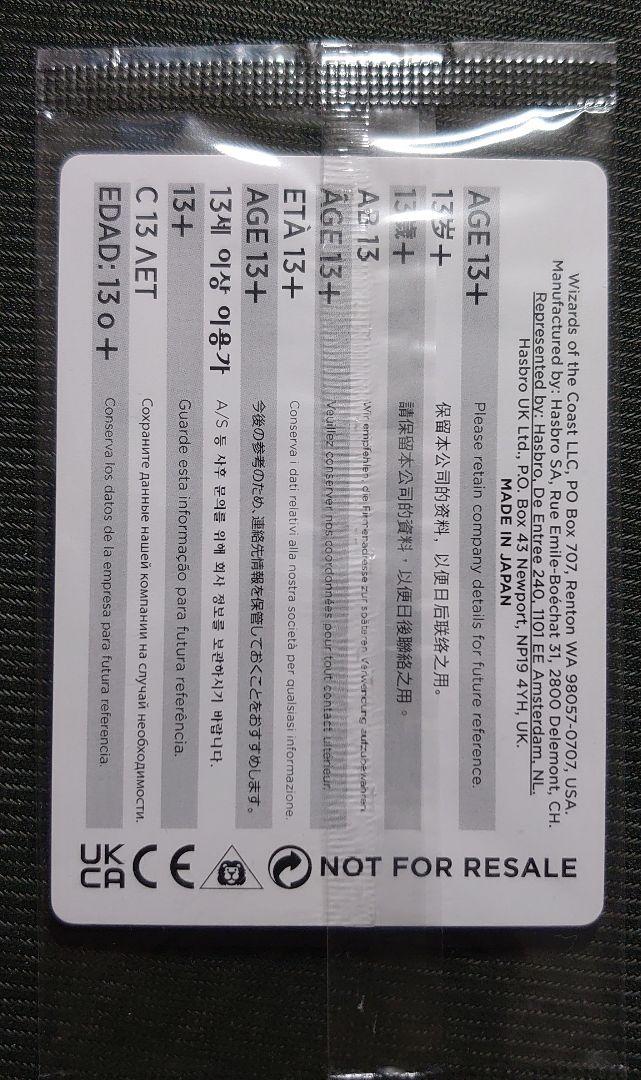 Wizards of the Coast LLC, PO Box 707, Renton WA 98057-0707, USA.
Manufactured by: Hasbro SA, Rue Emile-Boechat 31, 2800 Delemont, CH.
Represented by: Hasbro, De Entree 240, 1101 EE Amsterdam, NL.
Hasbro UK Ltd., P.O. Box 43 Newport, NP19 4YH, UK.
MADE IN JAPAN
AGE 13+ Please retain company details for future reference.
13岁+ 保留本公司的资料，以便日后联络之用。
13歲+ 請保留本公司的資料，以便日後聯絡之用。
AB 13 Wir empfehlen, die Firmenadresse zur späteren Verwendung aufzubewahren.
ÂGE 13+ Veuillez conserver nos coordonnées pour tout contact ultérieur.
ETÀ 13+ Conserva i dati relativi alla nostra società per qualsiasi informazione.
AGE 13+ 今後の参考のため、連絡先情報を保管しておくことをおすすめします。
13세 이상 이용가 A/S 등 사후 문의를 위해 회사 정보를 보관하시기 바랍니다.
13+ Guarde esta informação para futura referência.
С 13 ЛЕТ Сохраните данные нашей компании на случай необходимости.
EDAD: 13 o + Conserva los datos de la empresa para futura referencia.
UK CA CE NOT FOR RESALE